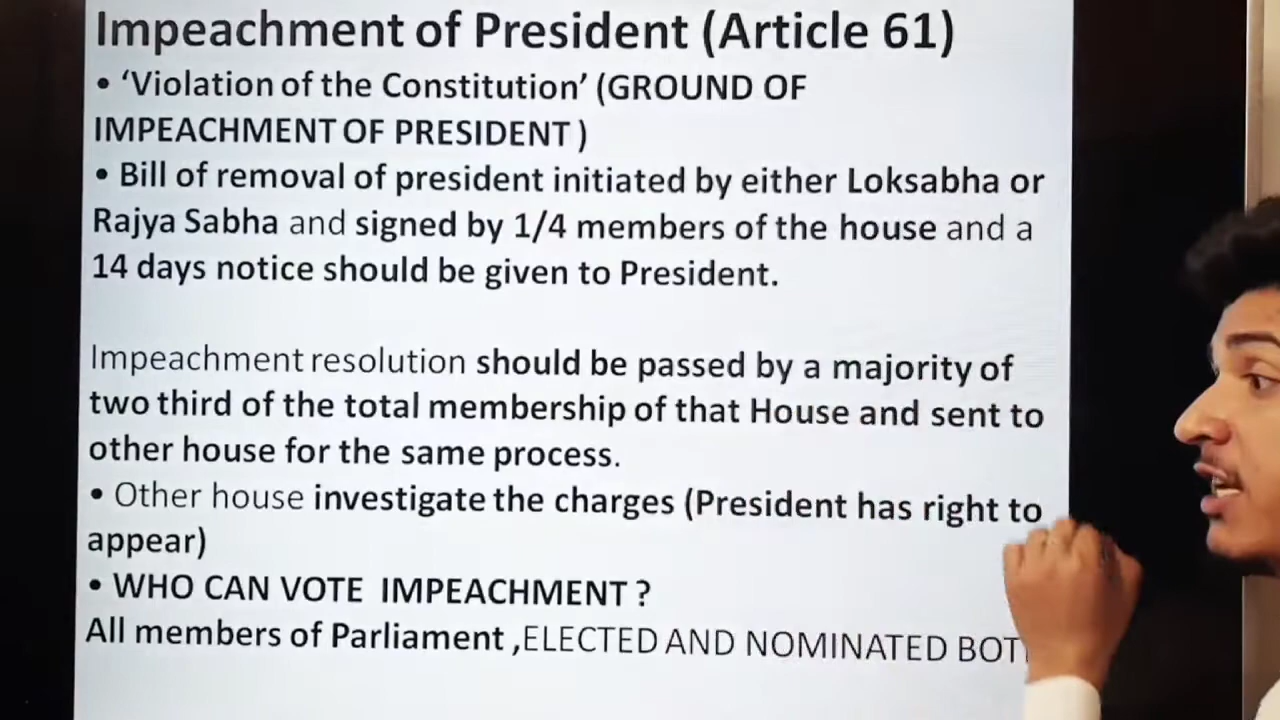 Impeachment of President (Article 61)
• ‘Violation of the Constitution’ (GROUND OF
IMPEACHMENT OF PRESIDENT )
• Bill of removal of president initiated by either Loksabha or
Rajya Sabha and signed by 1/4 members of the house and a
14 days notice should be given to President.
Impeachment resolution should be passed by a majority of
two third of the total membership of that House and sent to
other house for the same process.
• Other house investigate the charges (President has right to
appear)
• WHO CAN VOTE IMPEACHMENT ?
All members of Parliament ,ELECTED AND NOMINATED